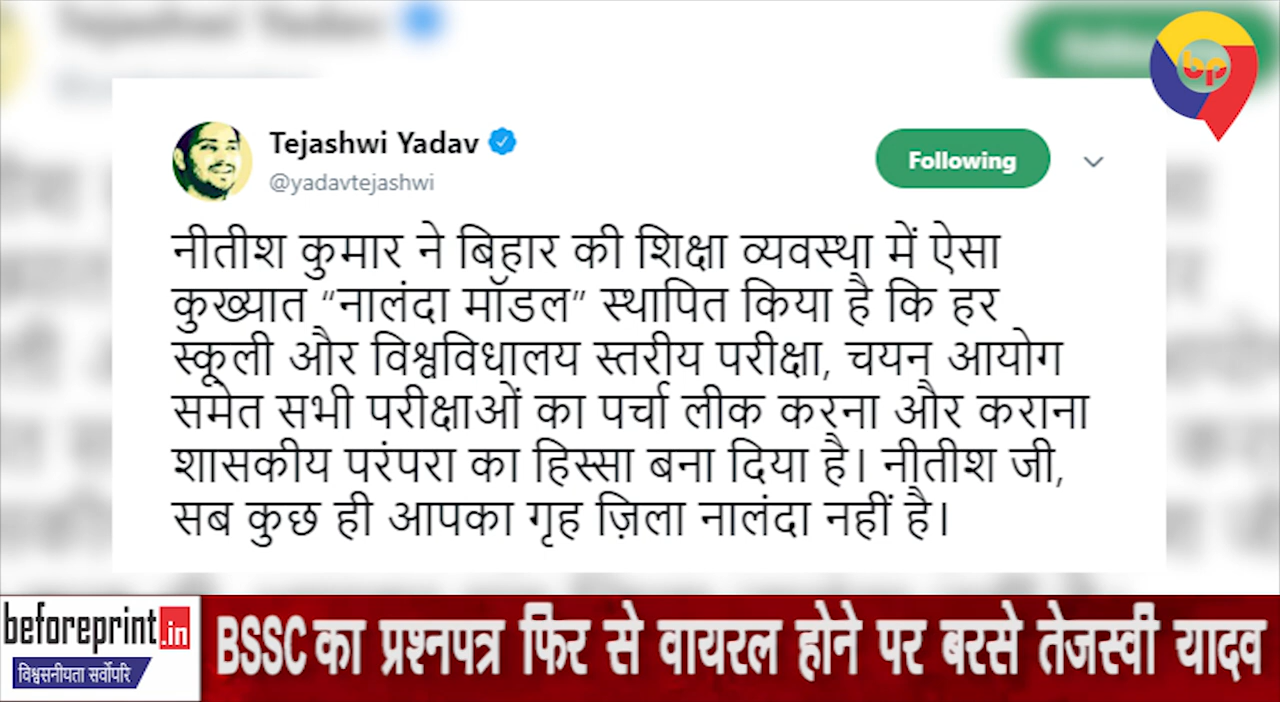 bp
Tejashwi Yadav
@yadavtejashwi
Following
नीतीश कुमार ने बिहार की शिक्षा व्यवस्था में ऐसा
कुख्यात “नालंदा मॉडल” स्थापित किया है कि हर
स्कूली और विश्वविधालय स्तरीय परीक्षा, चयन आयोग
समेत सभी परीक्षाओं का पर्चा लीक करना और कराना
शासकीय परंपरा का हिस्सा बना दिया है। नीतीश जी,
सब कुछ ही आपका गृह ज़िला नालंदा नहीं है।
beforeprint.in
विश्वसनीयता सर्वोपरि
BSSC का प्रश्नपत्र फिर से वायरल होने पर बरसे तेजस्वी यादव